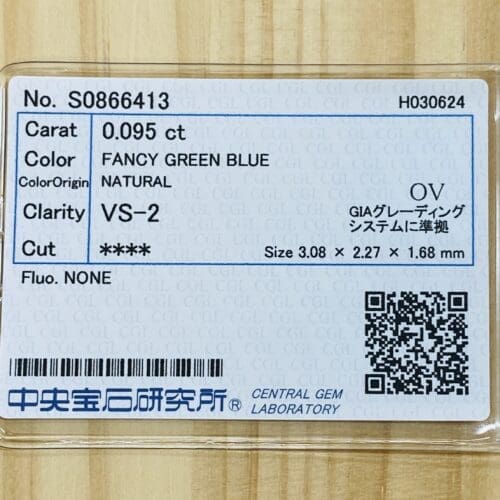 No. S0866413 H030624
Carat 0.095 ct
Color FANCY GREEN BLUE
ColorOrigin NATURAL
Clarity VS-2
OV
GIAグレーディング
システムに準拠
Cut ****
Size 3.08 × 2.27 × 1.68 mm
Fluo. NONE
中央宝石研究所® CENTRAL GEM
LABORATORY